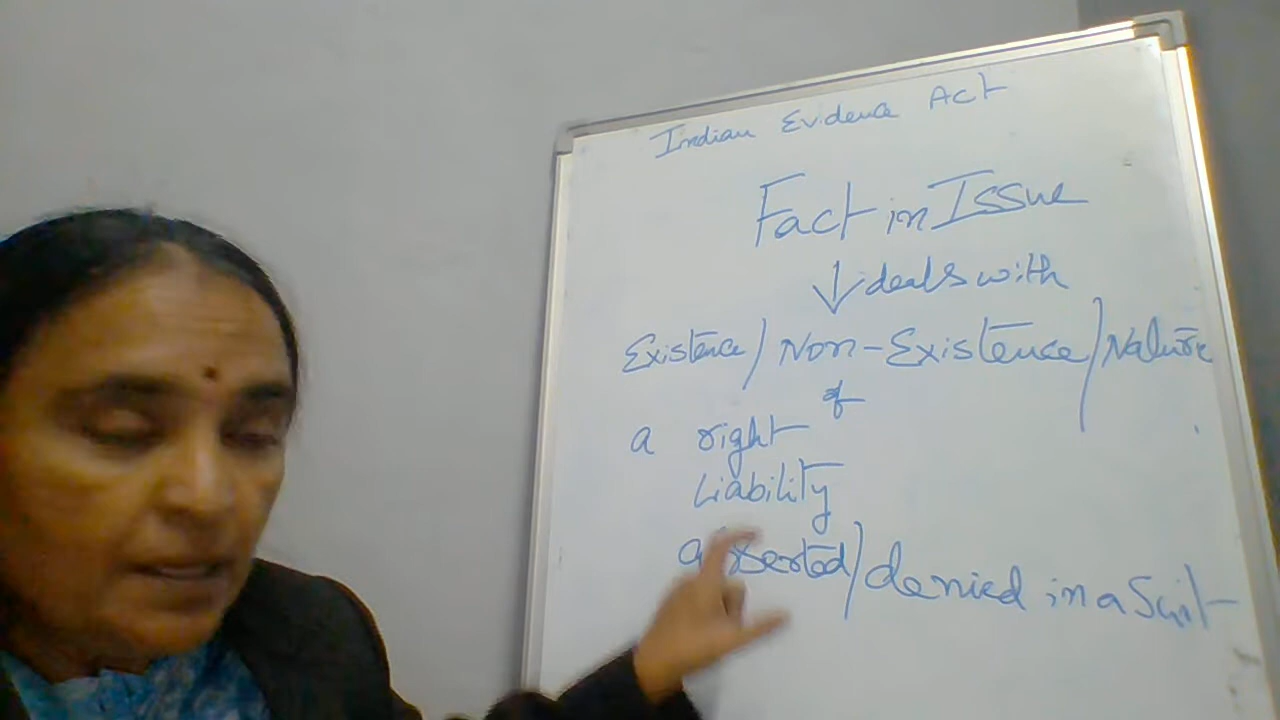 Indian Evidence Act
Fact in Issue
↓ deals with
Existence/Non-Existence/Nature
of
a right
Liability
asserted/denied in a Suit